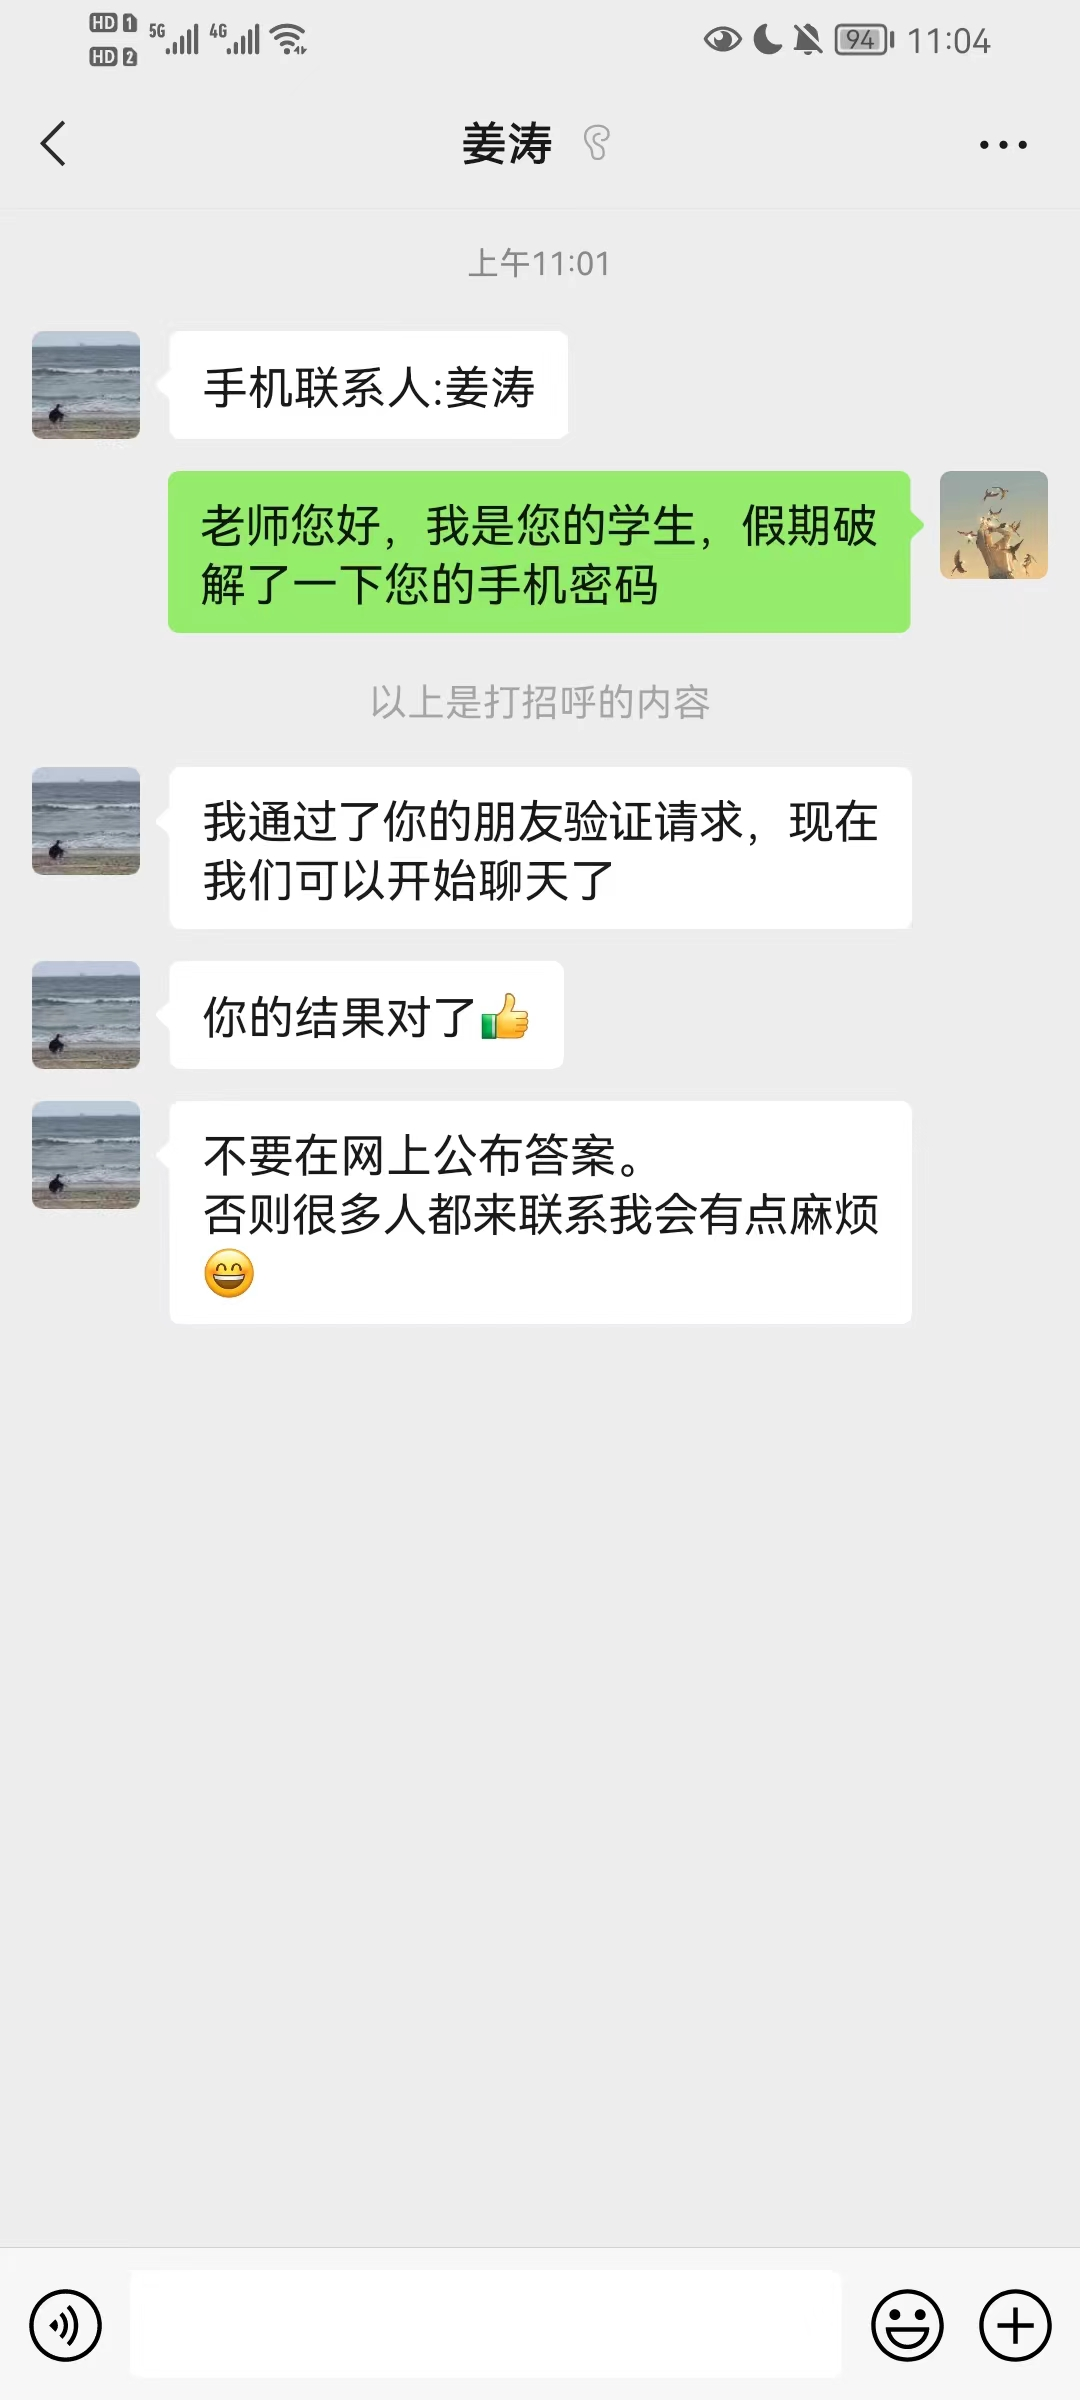 HD 1 5G 4G 94 11:04
HD 2
姜涛
上午11:01
手机联系人:姜涛
老师您好，我是您的学生，假期破
解了一下您的手机密码
以上是打招呼的内容
我通过了你的朋友验证请求，现在
我们可以开始聊天了
你的结果对了👍
不要在网上公布答案。
否则很多人都来联系我会有点麻烦
😄